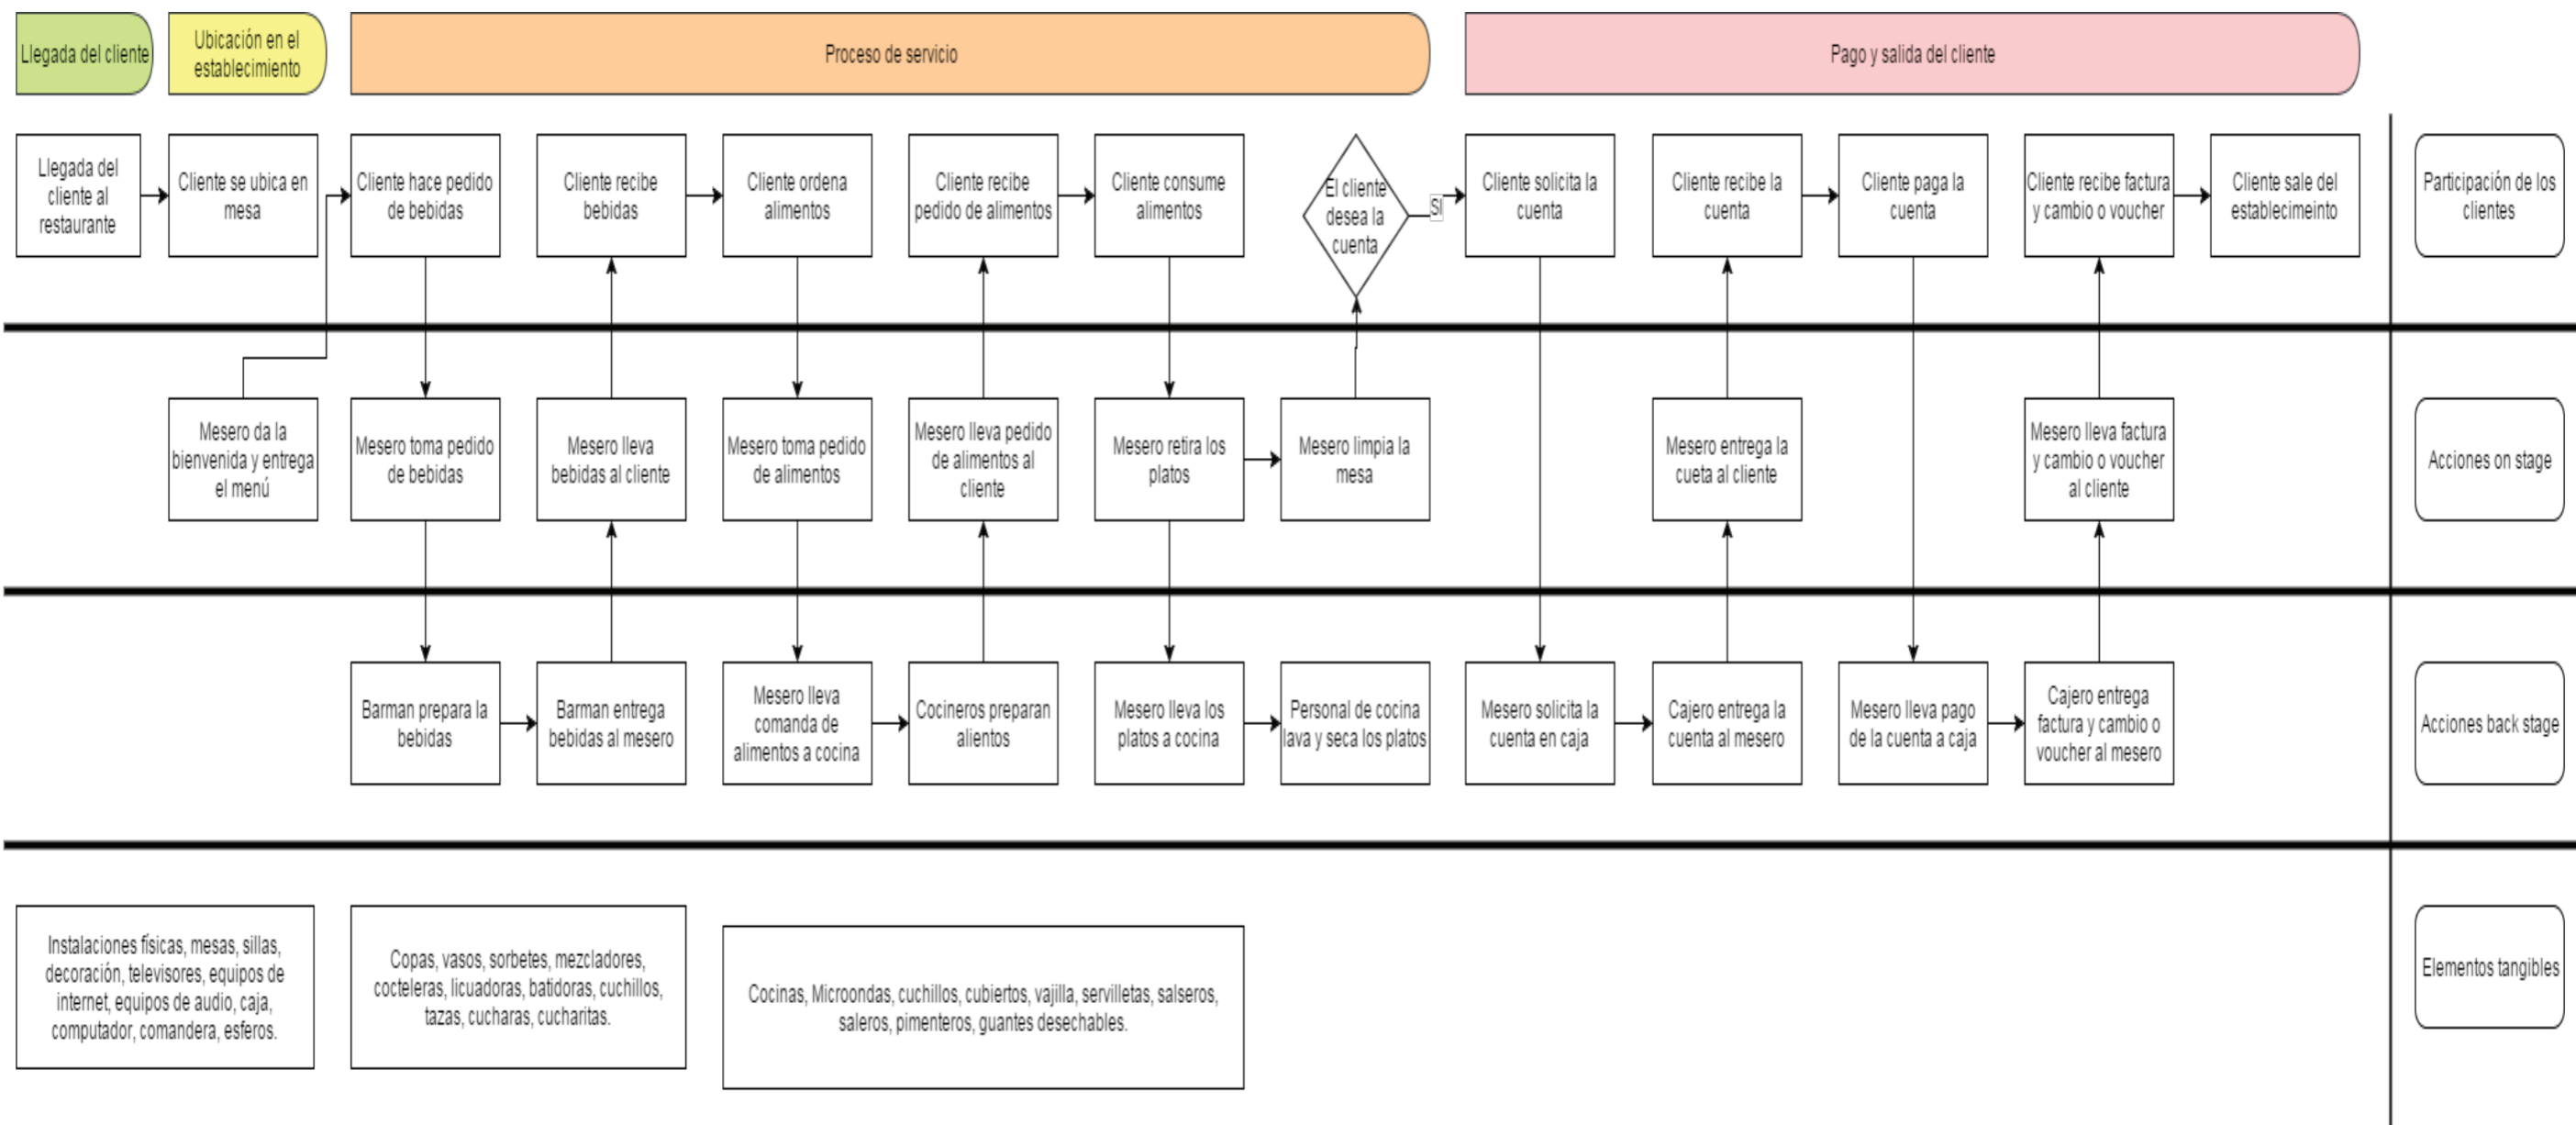 Llegada del cliente
Ubicación en el
establecimiento
Proceso de servicio
Pago y salida del cliente
Llegada del
cliente al
restaurante
Cliente se ubica en
mesa
Cliente hace pedido
de bebidas
Cliente recibe
bebidas
Cliente ordena
alimentos
Cliente recibe
pedido de alimentos
Cliente consume
alimentos
El cliente
desea la
cuenta
SI
Cliente solicita la
cuenta
Cliente recibe la
cuenta
Cliente paga la
cuenta
Cliente recibe factura
y cambio o voucher
Cliente sale del
establecimeinto
Participación de los
clientes
Mesero da la
bienvenida y entrega
el menú
Mesero toma pedido
de bebidas
Mesero lleva
bebidas al cliente
Mesero toma pedido
de alimentos
Mesero lleva pedido
de alimentos al
cliente
Mesero retira los
platos
Mesero limpia la
mesa
Mesero entrega la
cueta al cliente
Mesero lleva factura
y cambio o voucher
al cliente
Acciones on stage
Barman prepara la
bebidas
Barman entrega
bebidas al mesero
Mesero lleva
comanda de
alimentos a cocina
Cocineros preparan
alientos
Mesero lleva los
platos a cocina
Personal de cocina
lava y seca los platos
Mesero solicita la
cuenta en caja
Cajero entrega la
cuenta al mesero
Mesero lleva pago
de la cuenta a caja
Cajero entrega
factura y cambio o
voucher al mesero
Acciones back stage
Instalaciones físicas, mesas, sillas,
decoración, televisores, equipos de
internet, equipos de audio, caja,
computador, comandera, esferos.
Copas, vasos, sorbetes, mezcladores,
cocteleras, licuadoras, batidoras, cuchillos,
tazas, cucharas, cucharitas.
Cocinas, Microondas, cuchillos, cubiertos, vajilla, servilletas, salseros,
saleros, pimenteros, guantes desechables.
Elementos tangibles